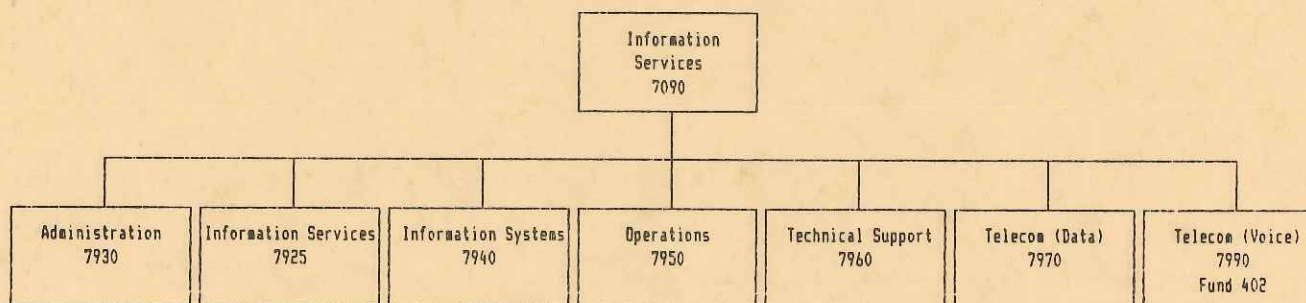 Information
Services
7090
Administration
7930
Information Services
7925
Information Systems
7940
Operations
7950
Technical Support
7960
Telecom (Data)
7970
Telecom (Voice)
7990
Fund 402